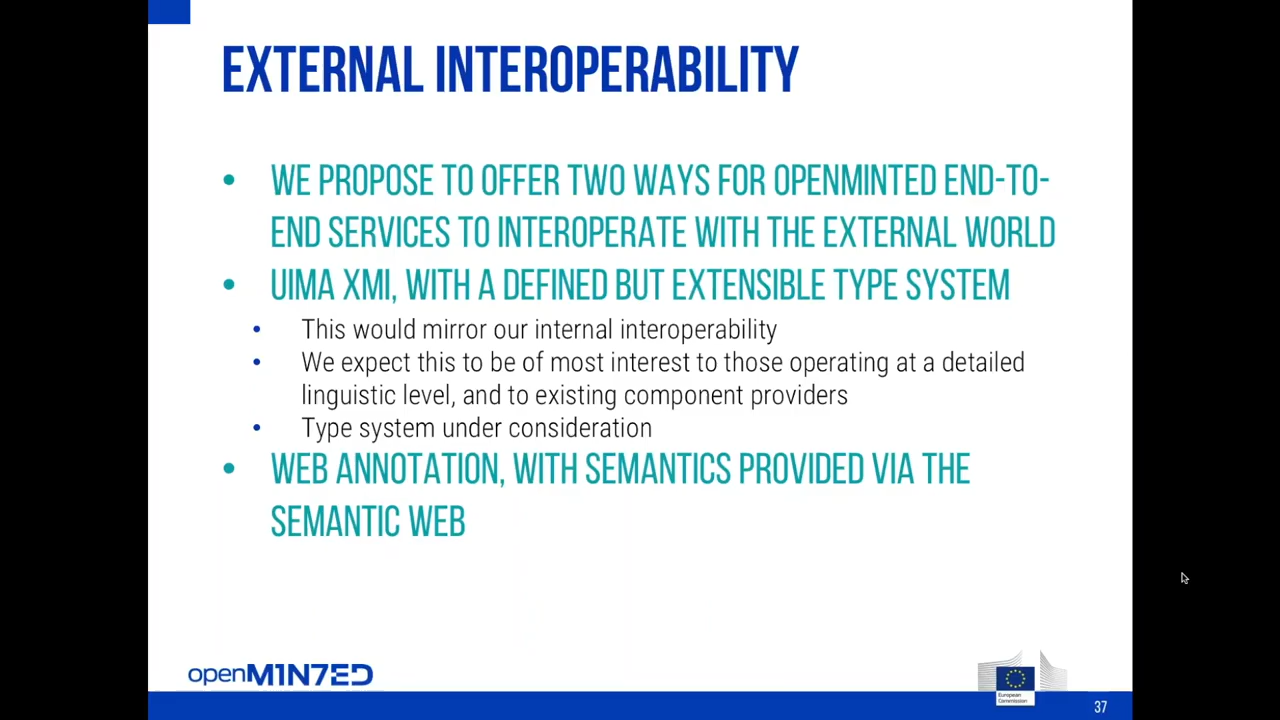 EXTERNAL INTEROPERABILITY
• WE PROPOSE TO OFFER TWO WAYS FOR OPENMINTED END-TO-
END SERVICES TO INTEROPERATE WITH THE EXTERNAL WORLD
• UIMA XMI, WITH A DEFINED BUT EXTENSIBLE TYPE SYSTEM
• This would mirror our internal interoperability
• We expect this to be of most interest to those operating at a detailed
linguistic level, and to existing component providers
• Type system under consideration
• WEB ANNOTATION, WITH SEMANTICS PROVIDED VIA THE
SEMANTIC WEB
openM1N7ED
European
Commission
37